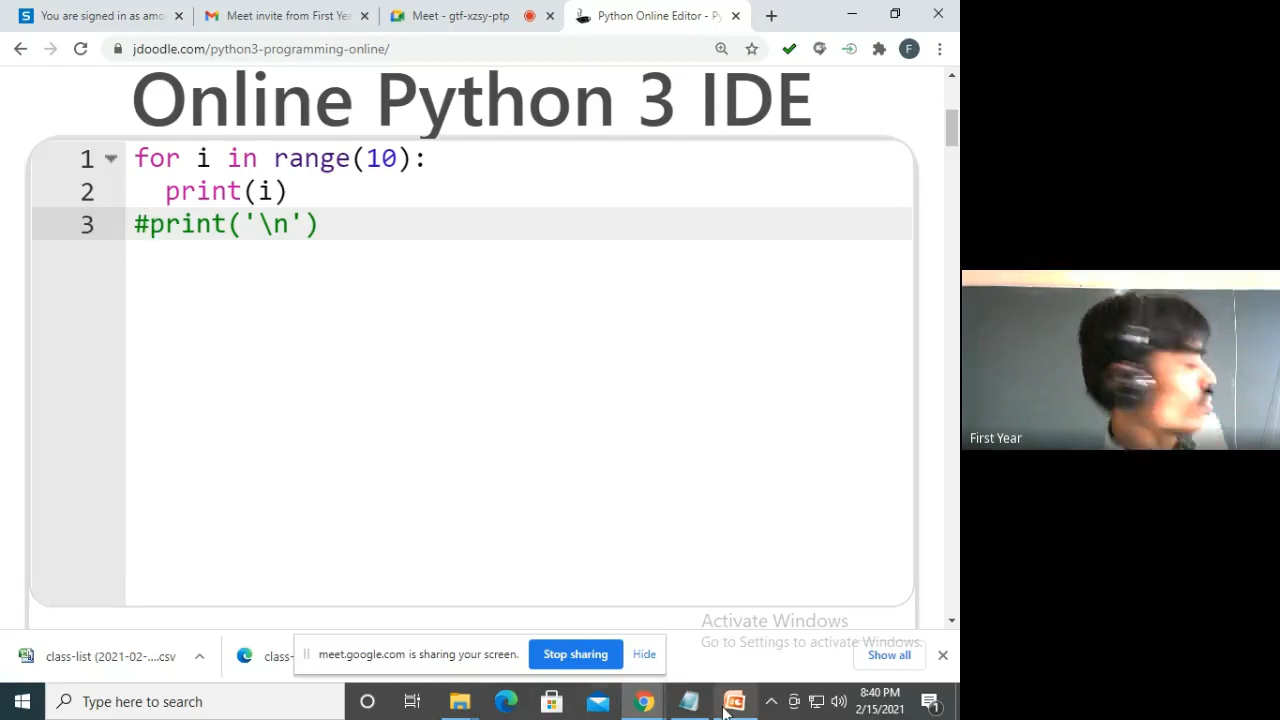 You are signed in as amo
Meet invite from First Ye
Meet - gtf-xzsy-ptp
Python Online Editor - Py
jdoodle.com/python3-programming-online/
F
Online Python 3 IDE
1 for i in range(10):
2 print(i)
3 #print('\n')
First Year
Activate Windows
Go to Settings to activate Windows.
class-list (2021-02-....csv
class-
meet.google.com is sharing your screen.
Stop sharing
Hide
Show all
Type here to search
8:40 PM
2/15/2021
1